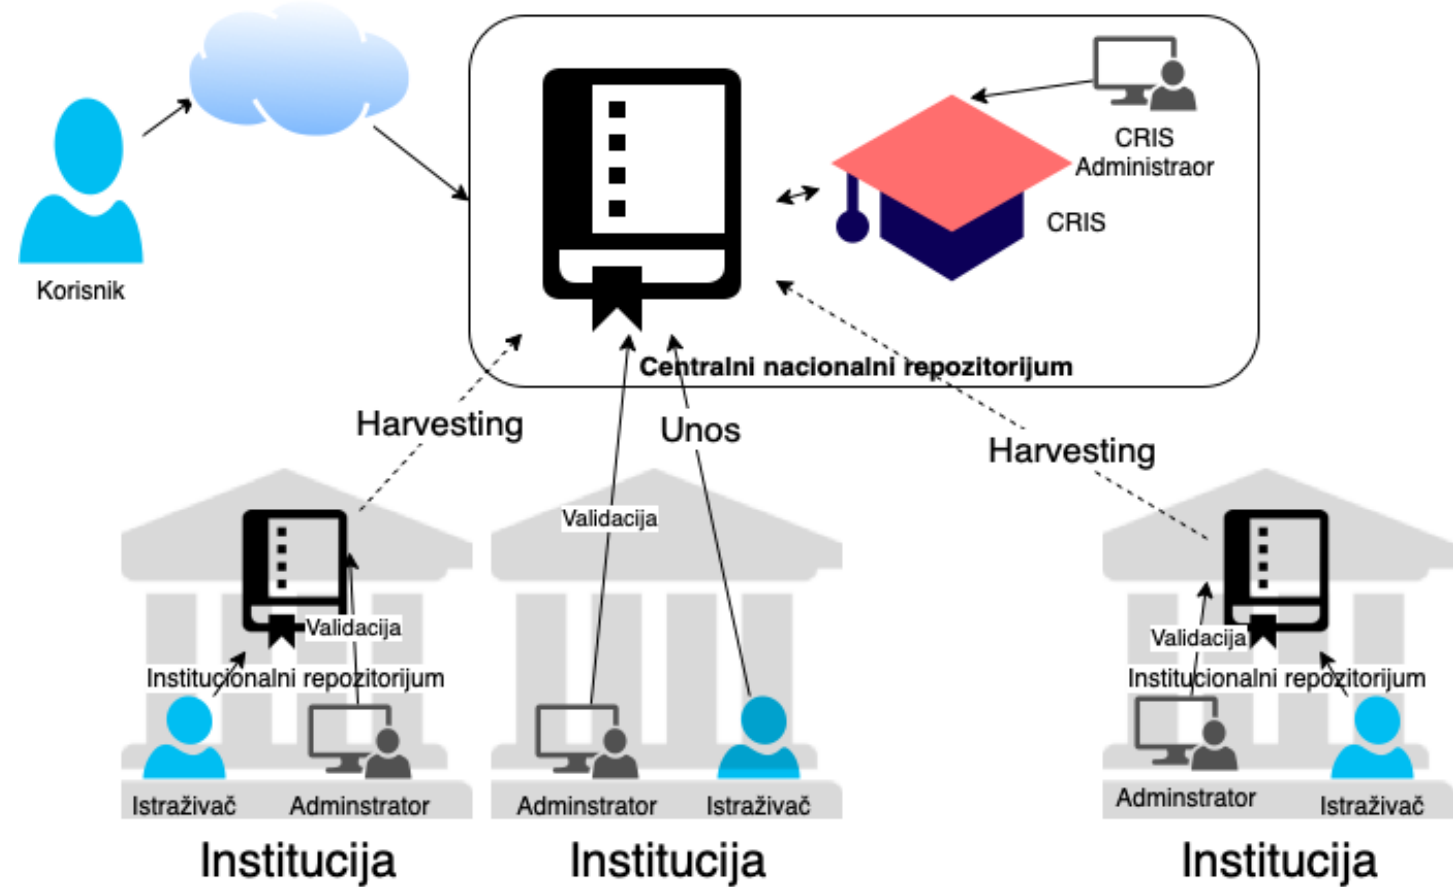 Korisnik
CRIS
Administraor
CRIS
Centralni nacionalni repozitorijum
Harvesting
Unos
Harvesting
Validacija
Validacija
Institucionalni repozitorijum
Validacija
Institucionalni repozitorijum
Istraživač
Adminstrator
Adminstrator
Istraživač
Adminstrator
Istraživač
Institucija
Institucija
Institucija